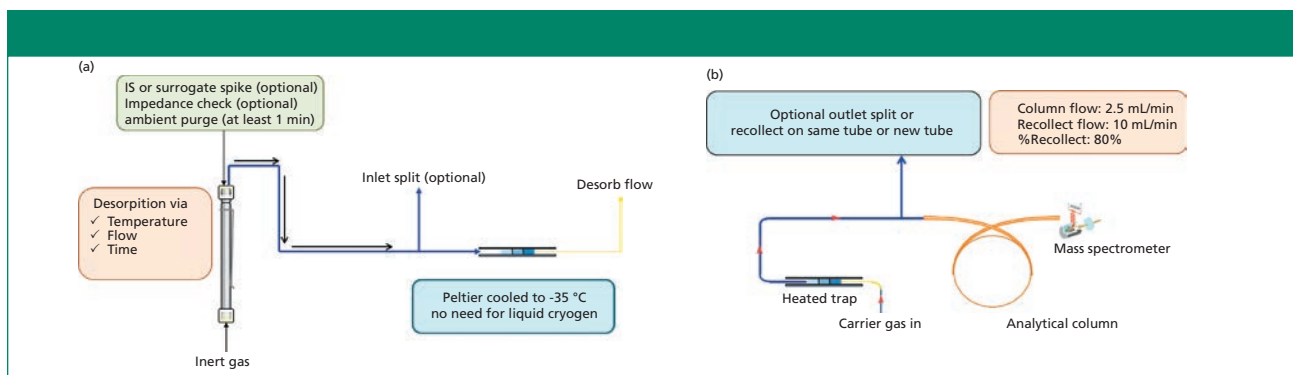 (a)
IS or surrogate spike (optional)
Impedance check (optional)
ambient purge (at least 1 min)
Desorpition via
✓ Temperature
✓ Flow
✓ Time
Inert gas
Inlet split (optional)
Desorb flow
Peltier cooled to -35 °C
no need for liquid cryogen
(b)
Optional outlet split or
recollect on same tube or new tube
Column flow: 2.5 mL/min
Recollect flow: 10 mL/min
%Recollect: 80%
Mass spectrometer
Heated trap
Carrier gas in
Analytical column